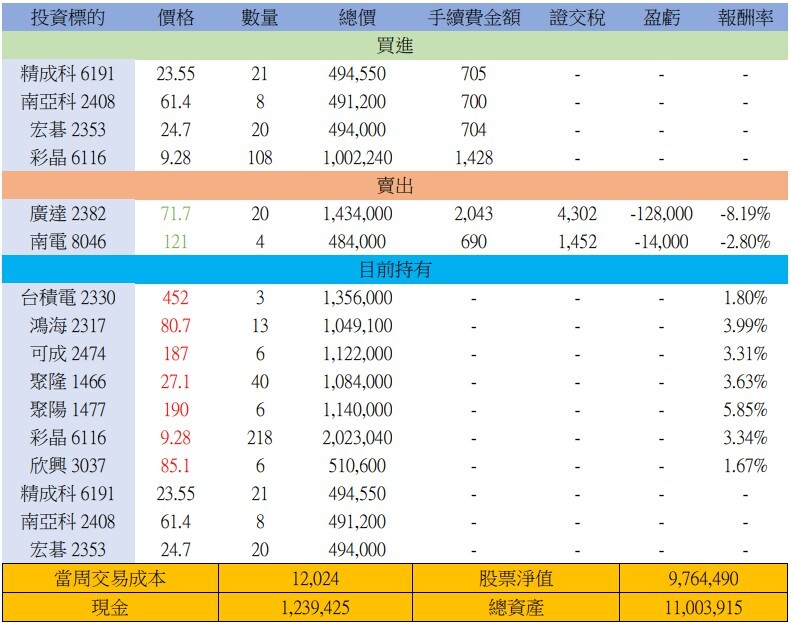 投資標的 價格 數量 總價 手續費金額 證交稅 盈虧 報酬率
買進
精成科 6191 23.55 21 494,550 705 - - -
南亞科 2408 61.4 8 491,200 700 - - -
宏碁 2353 24.7 20 494,000 704 - - -
彩晶 6116 9.28 108 1,002,240 1,428 - - -
賣出
廣達 2382 71.7 20 1,434,000 2,043 4,302 -128,000 -8.19%
南電 8046 121 4 484,000 690 1,452 -14,000 -2.80%
目前持有
台積電 2330 452 3 1,356,000 - - - 1.80%
鴻海 2317 80.7 13 1,049,100 - - - 3.99%
可成 2474 187 6 1,122,000 - - - 3.31%
聚隆 1466 27.1 40 1,084,000 - - - 3.63%
聚陽 1477 190 6 1,140,000 - - - 5.85%
彩晶 6116 9.28 218 2,023,040 - - - 3.34%
欣興 3037 85.1 6 510,600 - - - 1.67%
精成科 6191 23.55 21 494,550 - - - -
南亞科 2408 61.4 8 491,200 - - - -
宏碁 2353 24.7 20 494,000 - - - -
當周交易成本 12,024 股票淨值 9,764,490
現金 1,239,425 總資產 11,003,915